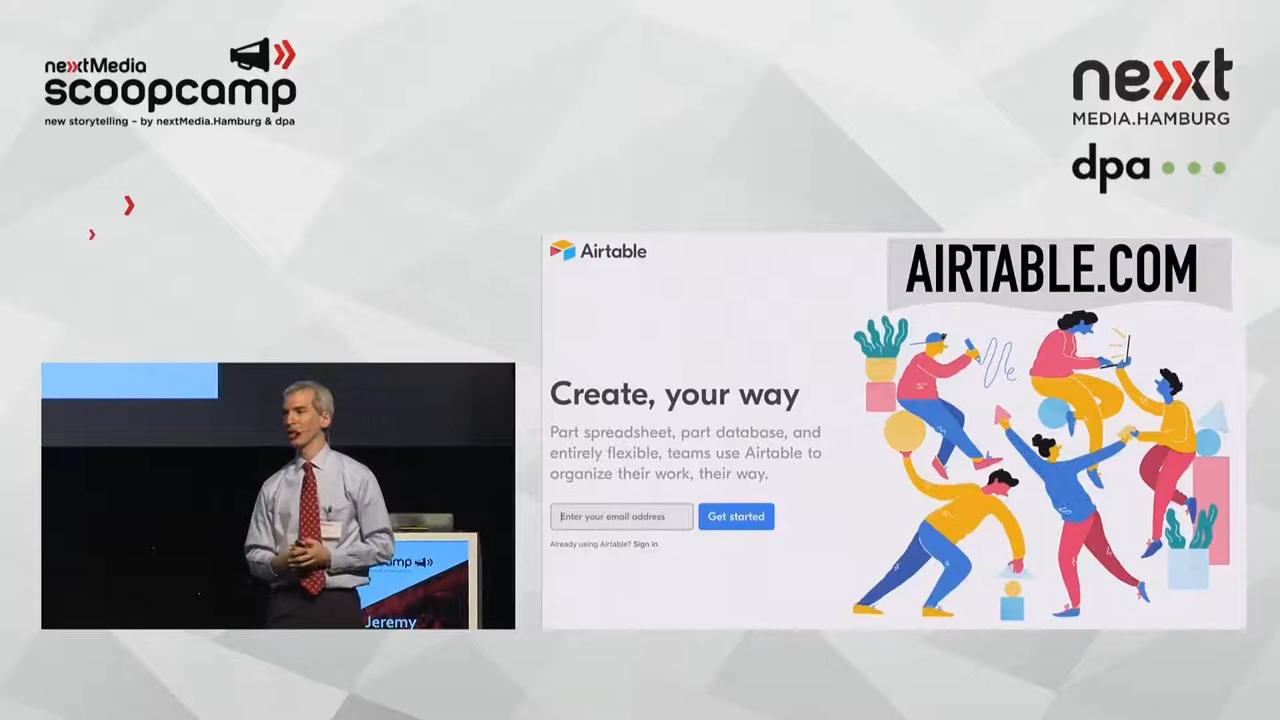 nexxtMedia
scoopcamp
new storytelling – by nextMedia.Hamburg & dpa
nexxt
MEDIA.HAMBURG
dpa
Airtable
AIRTABLE.COM
Create, your way
Part spreadsheet, part database, and
entirely flexible, teams use Airtable to
organize their work, their way.
Enter your email address
Get started
Already using Airtable? Sign in
Jeremy